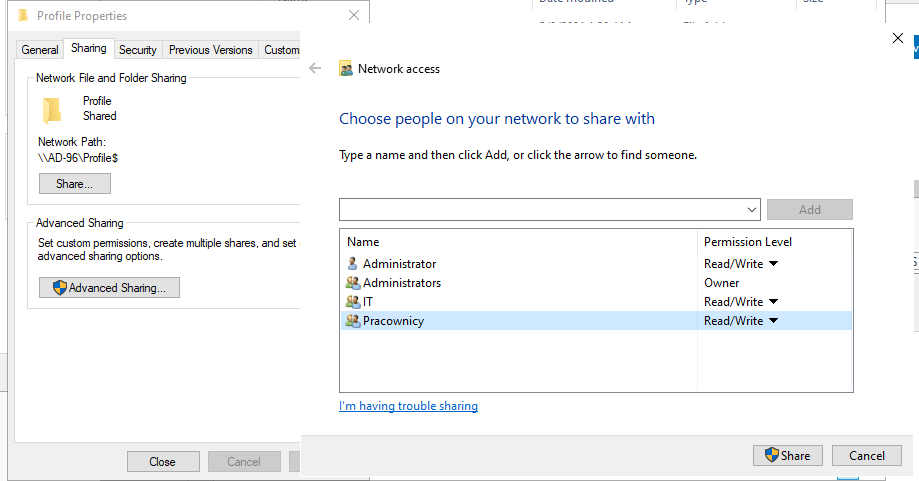 Profile Properties
General
Sharing
Security
Previous Versions
Custom
Network File and Folder Sharing
Profile
Shared
Network Path:
\\AD-96\Profile$
Share...
Advanced Sharing
Set custom permissions, create multiple shares, and set
advanced sharing options.
Advanced Sharing...
Close
Cancel
Network access
Choose people on your network to share with
Type a name and then click Add, or click the arrow to find someone.
Add
Name Permission Level
Administrator Read/Write
Administrators Owner
IT Read/Write
Pracownicy Read/Write
I'm having trouble sharing
Share
Cancel